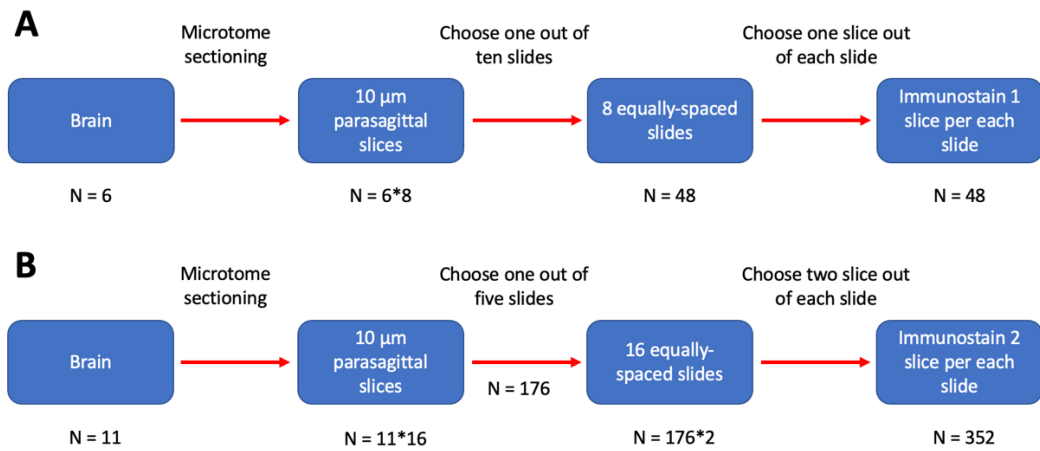 A
Microtome
sectioning
Choose one out of
ten slides
Choose one slice out
of each slide
Brain
10 µm
parasagittal
slices
8 equally-spaced
slides
Immunostain 1
slice per each
slide
N = 6
N = 6*8
N = 48
N = 48
B
Microtome
sectioning
Choose one out of
five slides
Choose two slice out
of each slide
Brain
10 µm
parasagittal
slices
N = 176
16 equally-
spaced slides
Immunostain 2
slice per each
slide
N = 11
N = 11*16
N = 176*2
N = 352